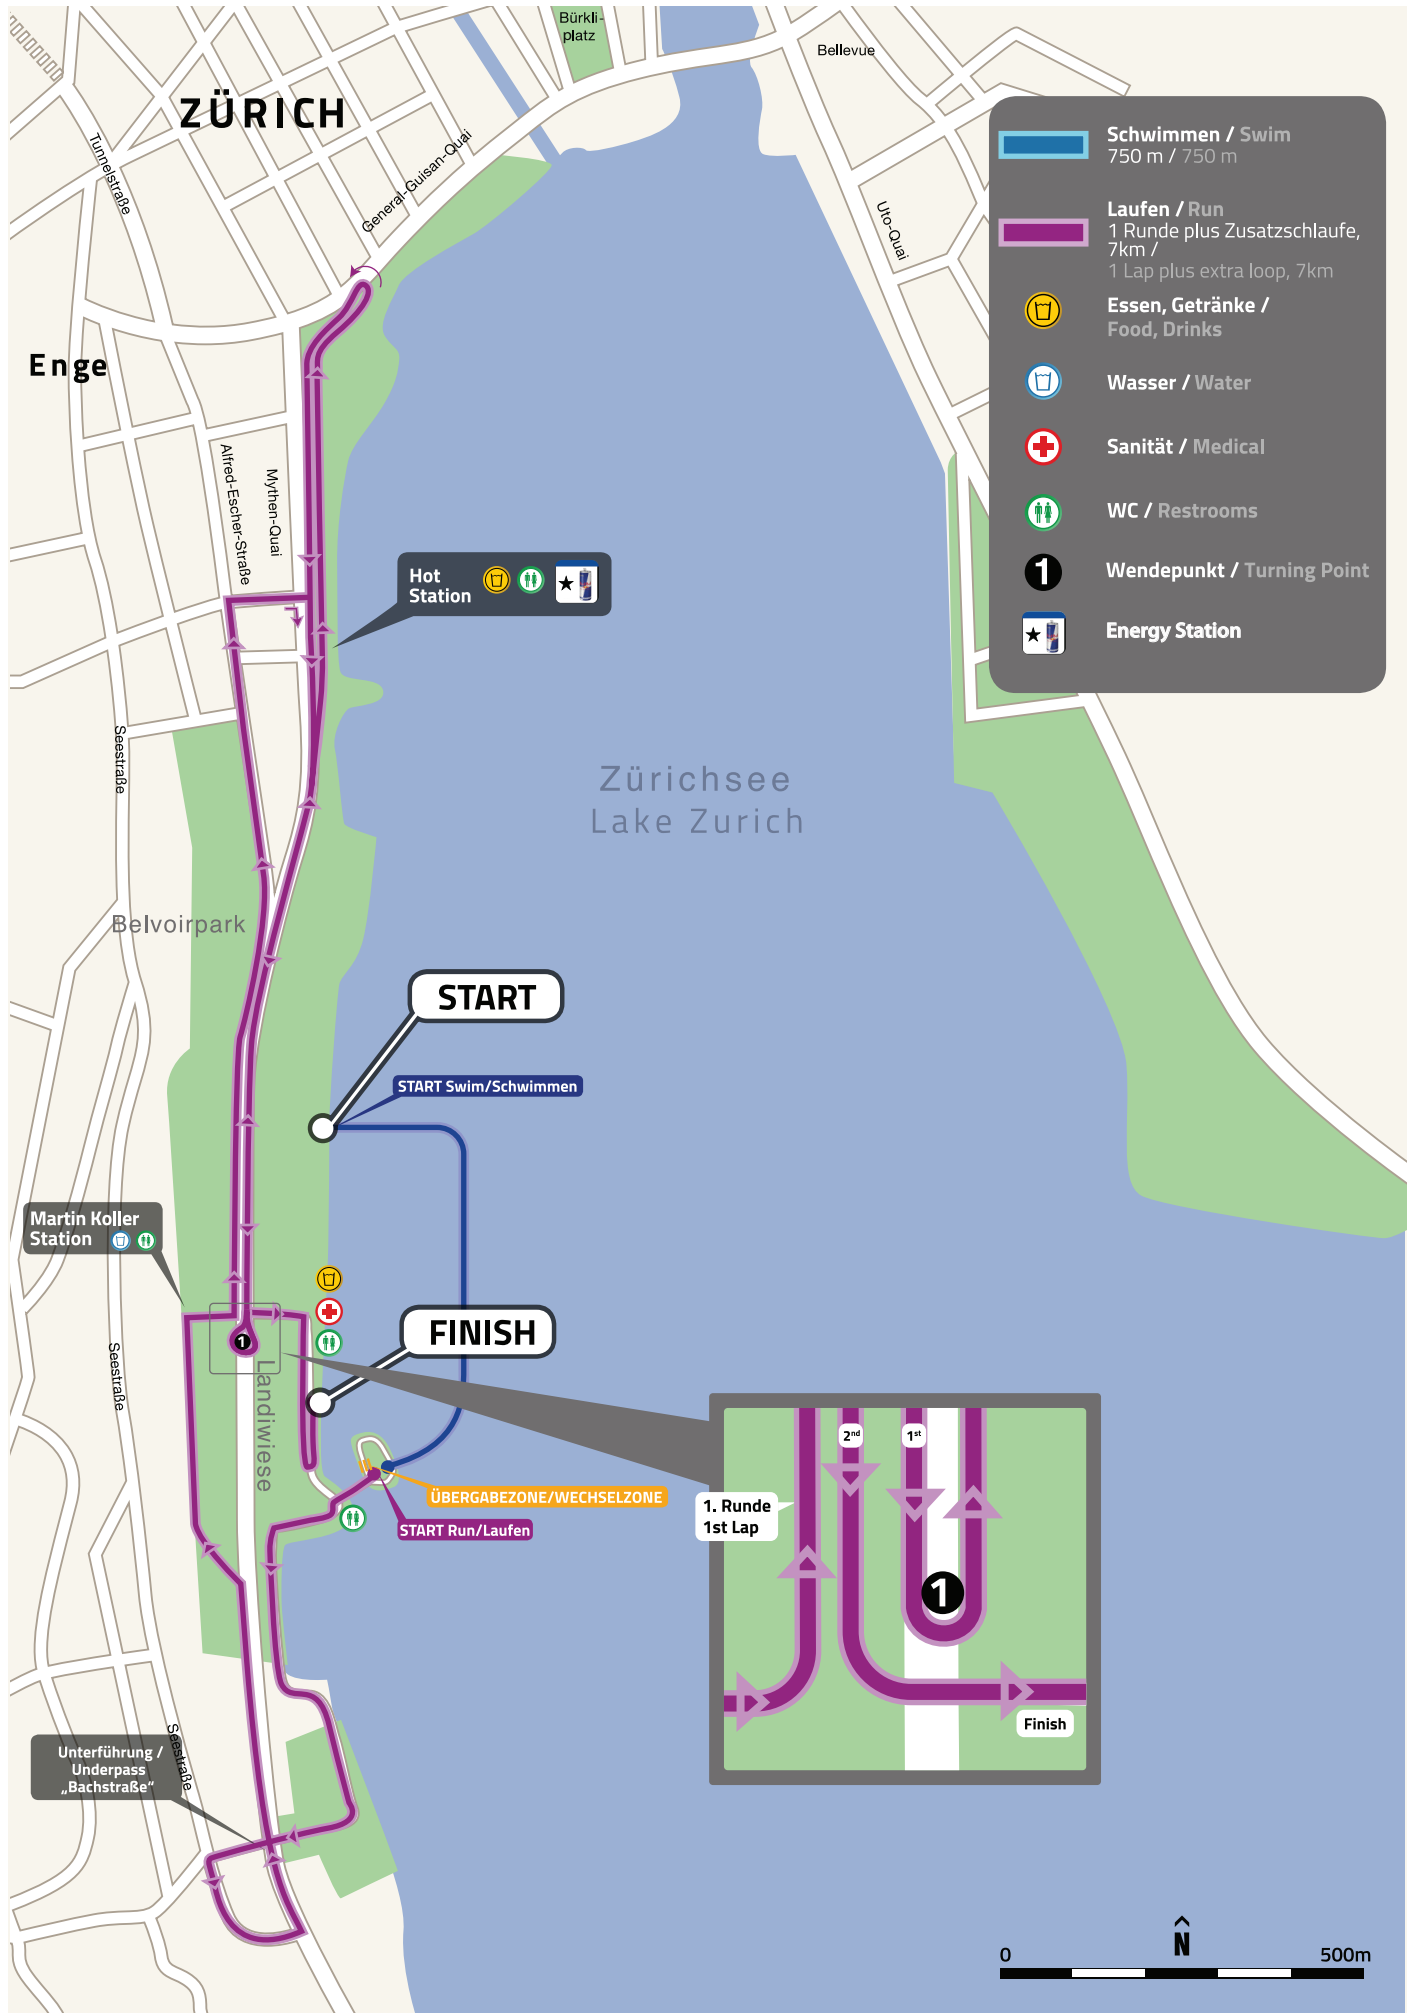 Bürkli-
platz
Bellevue
ZÜRICH
Tunnelstraße
General-Guisan-Quai
Uto-Quai
Schwimmen / Swim
750 m / 750 m
Laufen / Run
1 Runde plus Zusatzschlaufe,
7km /
1 Lap plus extra loop, 7km
Essen, Getränke /
Food, Drinks
Wasser / Water
Sanität / Medical
WC / Restrooms
1
Wendepunkt / Turning Point
Energy Station
Enge
Alfred-Escher-Straße
Mythen-Quai
Hot
Station
Seestraße
Zürichsee
Lake Zurich
Belvoirpark
START
START Swim/Schwimmen
Martin Koller
Station
1
FINISH
Landiwiese
Seestraße
ÜBERGABEZONE/WECHSELZONE
START Run/Laufen
2nd
1st
1. Runde
1st Lap
1
Finish
Seestraße
Unterführung /
Underpass
„Bachstraße“
N
0
500m